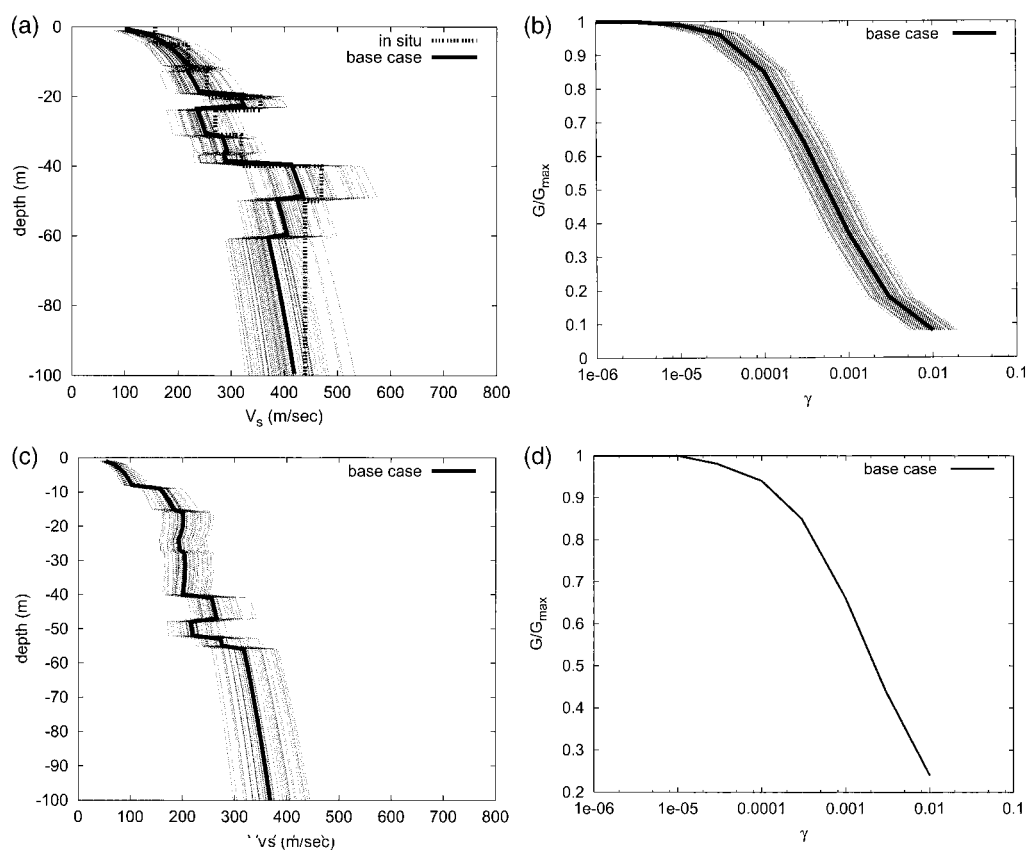 (a)
in situ
base case
0
-20
-40
-60
-80
-100
depth (m)
0 100 200 300 400 500 600 700 800
V_s (m/sec)
(b)
base case
1
0.9
0.8
0.7
0.6
0.5
0.4
0.3
0.2
0.1
0
G/G_max
1e-06 1e-05 0.0001 0.001 0.01 0.1
γ
(c)
base case
0
-10
-20
-30
-40
-50
-60
-70
-80
-90
-100
depth (m)
0 100 200 300 400 500 600 700 800
Vs (m/sec)
(d)
base case
1
0.9
0.8
0.7
0.6
0.5
0.4
0.3
0.2
G/G_max
1e-06 1e-05 0.0001 0.001 0.01 0.1
γ